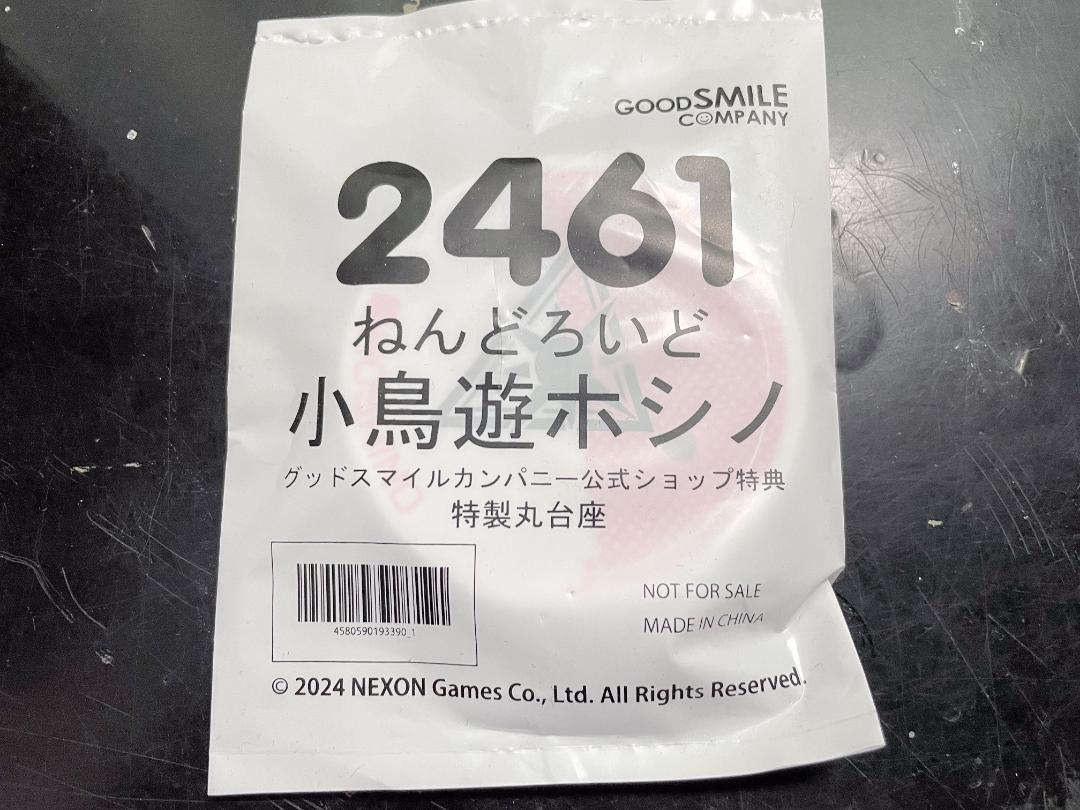 GOODSMILE
COMPANY
2461
ねんどろいど
小鳥遊ホシノ
グッドスマイルカンパニー公式ショップ特典
特製丸台座
4580590193390_1
NOT FOR SALE
MADE IN CHINA
© 2024 NEXON Games Co., Ltd. All Rights Reserved.